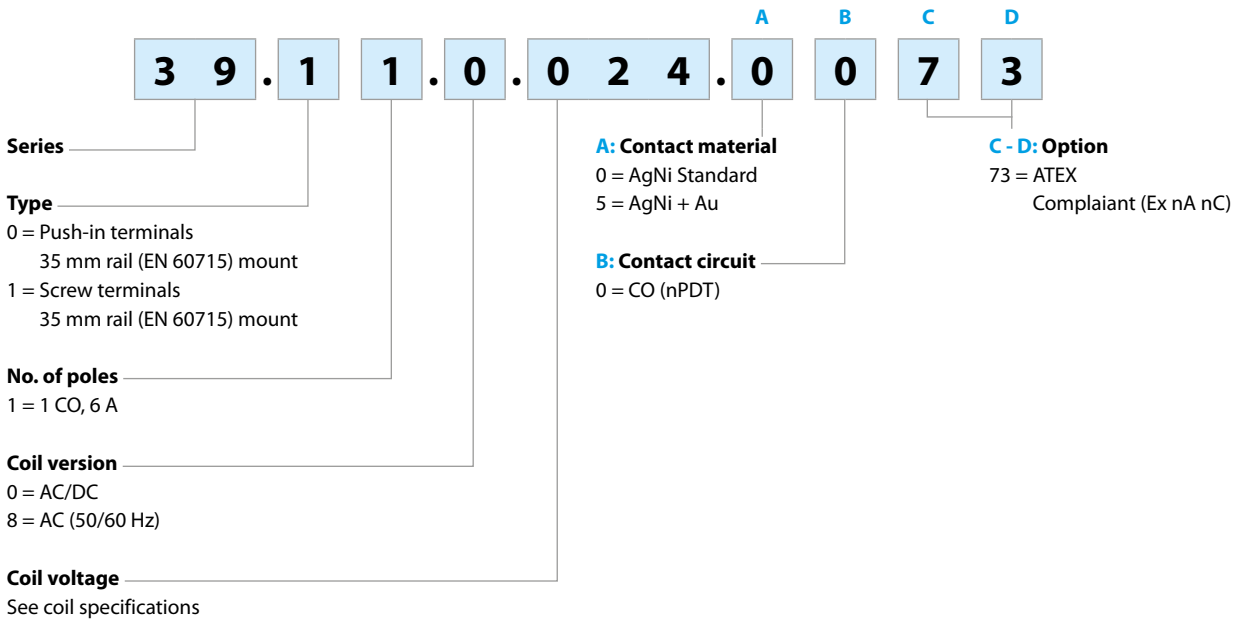 A B C D
3 9 . 1 1 . 0 . 0 2 4 . 0 0 7 3
Series
Type
0 = Push-in terminals
35 mm rail (EN 60715) mount
1 = Screw terminals
35 mm rail (EN 60715) mount
No. of poles
1 = 1 CO, 6 A
Coil version
0 = AC/DC
8 = AC (50/60 Hz)
Coil voltage
See coil specifications
A: Contact material
0 = AgNi Standard
5 = AgNi + Au
B: Contact circuit
0 = CO (nPDT)
C - D: Option
73 = ATEX
Complaiant (Ex nA nC)